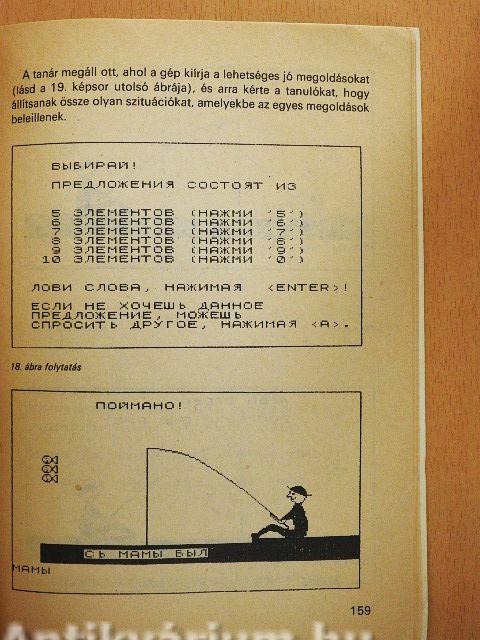 A tanár megáll ott, ahol a gép kiírja a lehetséges jó megoldásokat
(lásd a 19. képsor utolsó ábrája), és arra kérte a tanulókat, hogy
állítsanak össze olyan szituációkat, amelyekbe az egyes megoldások
beleillenek.
ВЫБИРАЙ!
ПРЕДЛОЖЕНИЯ СОСТОЯТ ИЗ
5 ЭЛЕМЕНТОВ (НАЖМИ '5')
6 ЭЛЕМЕНТОВ (НАЖМИ '6')
7 ЭЛЕМЕНТОВ (НАЖМИ '7')
8 ЭЛЕМЕНТОВ (НАЖМИ '8')
9 ЭЛЕМЕНТОВ (НАЖМИ '9')
10 ЭЛЕМЕНТОВ (НАЖМИ '0')
ЛОВИ СЛОВА, НАЖИМАЯ <ENTER>!
ЕСЛИ НЕ ХОЧЕШЬ ДАННОЕ
ПРЕДЛОЖЕНИЕ, МОЖЕШЬ
СПРОСИТЬ ДРУГОЕ, НАЖИМАЯ <A>.
18. ábra folytatás
ПОЙМАНО!
СЬ МАМЫ БЫЛ
МАМЫ
159
Antikvárium.hu